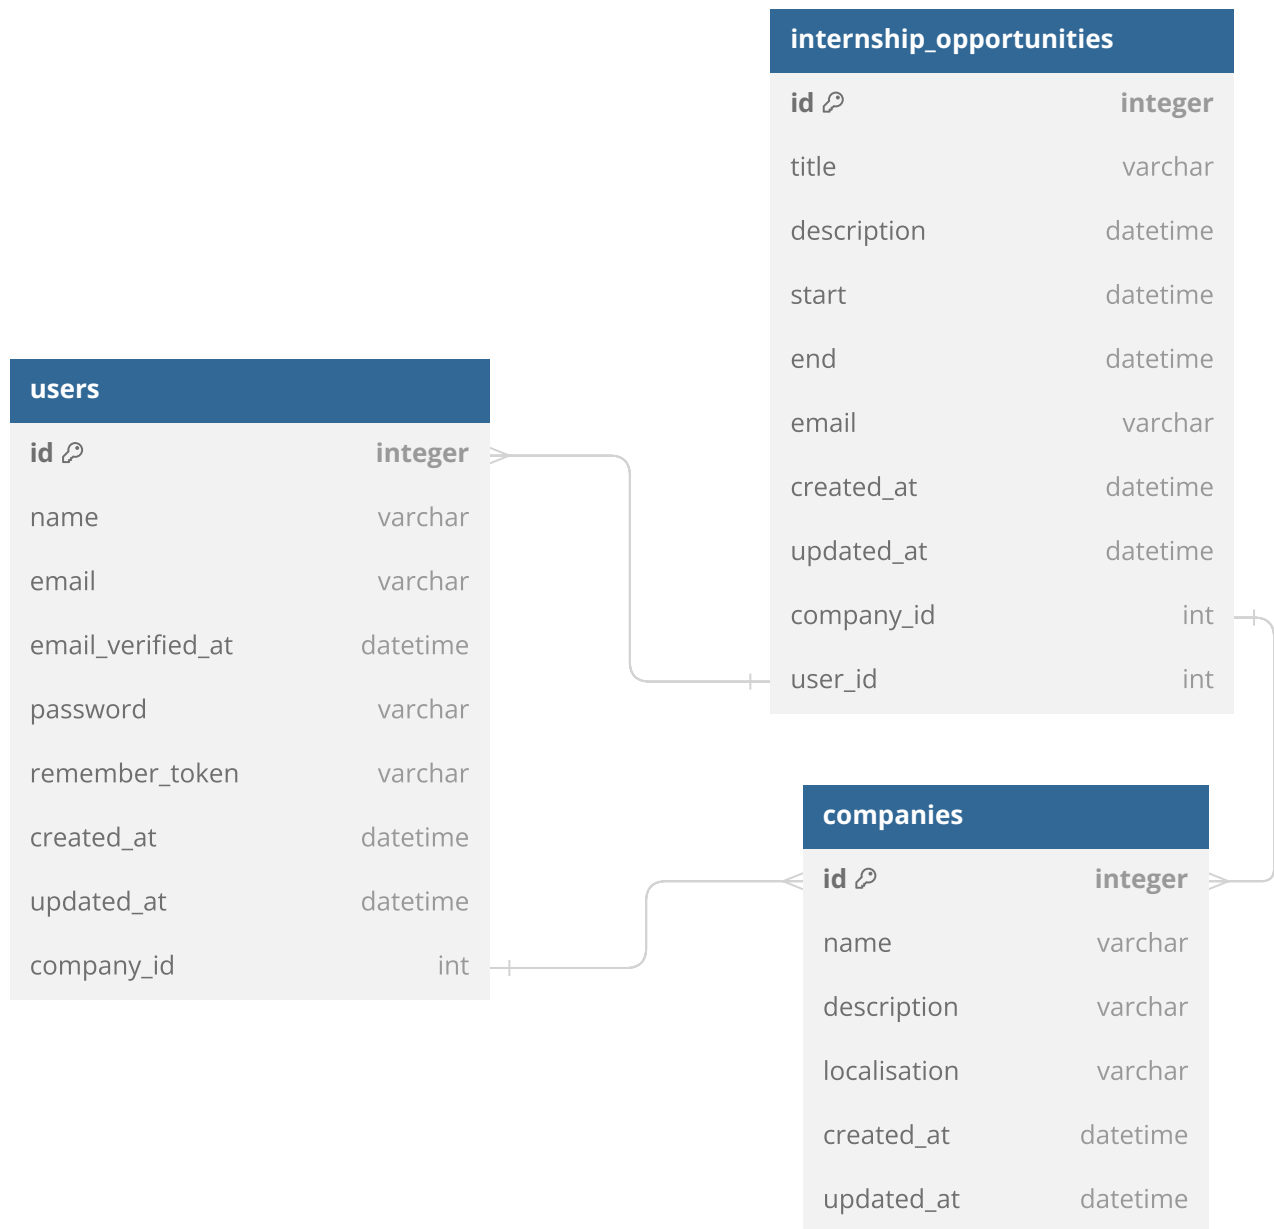 internship_opportunities
id integer
title varchar
description datetime
start datetime
end datetime
email varchar
created_at datetime
updated_at datetime
company_id int
user_id int
users
id integer
name varchar
email varchar
email_verified_at datetime
password varchar
remember_token varchar
created_at datetime
updated_at datetime
company_id int
companies
id integer
name varchar
description varchar
localisation varchar
created_at datetime
updated_at datetime